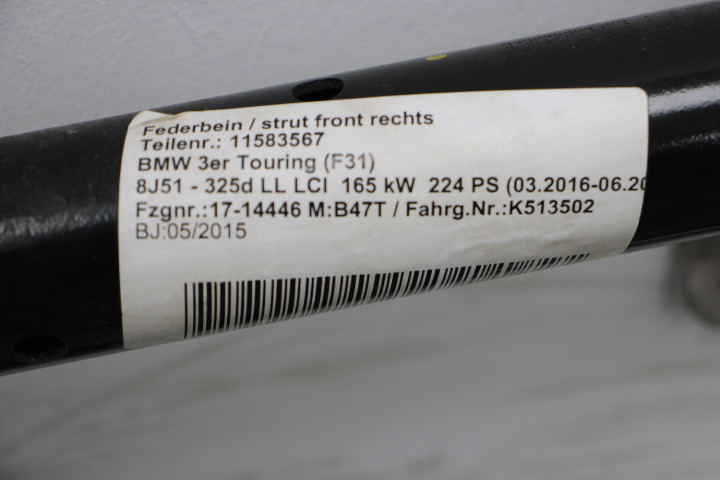 Federbein / strut front rechts
Teilenr.: 11583567
BMW 3er Touring (F31)
8J51 - 325d LL LCI 165 kW 224 PS (03.2016-06.20
Fzgnr.:17-14446 M:B47T / Fahrg.Nr.:K513502
BJ:05/2015